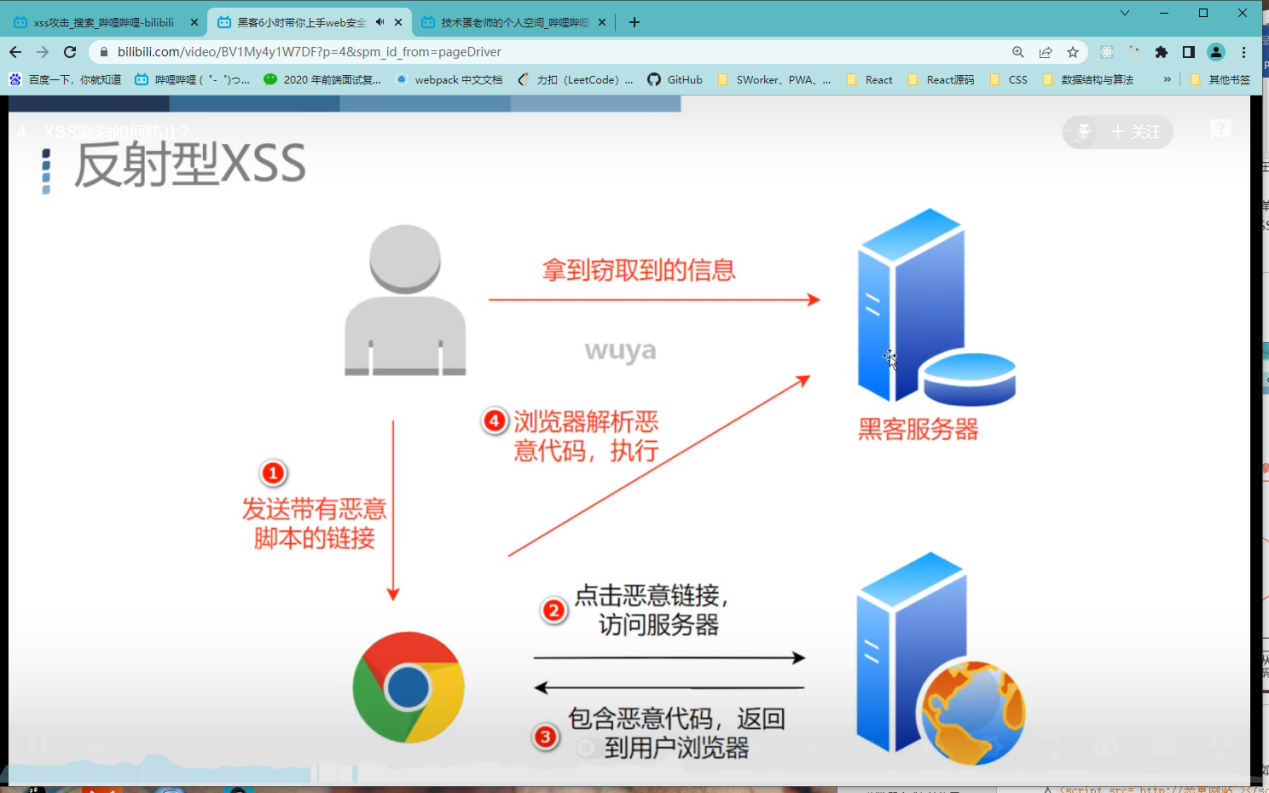 xss攻击_搜索_哔哩哔哩-bilibili
黑客6小时带你上手web安全
技术蛋老师的个人空间_哔哩哔哩
bilibili.com/video/BV1My4y1W7DF?p=4&spm_id_from=pageDriver
百度一下，你就知道
哔哩哔哩 ( ゜- ゜)つ...
2020 年前端面试复...
webpack 中文文档
力扣（LeetCode）...
GitHub
SWorker、PWA、...
React
React源码
CSS
数据结构与算法
»
其他书签
4、XSS漏洞如何防止?
+ 关注
?
反射型XSS
拿到窃取到的信息
wuya
4 浏览器解析恶
意代码，执行
黑客服务器
1
发送带有恶意
脚本的链接
2 点击恶意链接，
访问服务器
3 包含恶意代码，返回
到用户浏览器